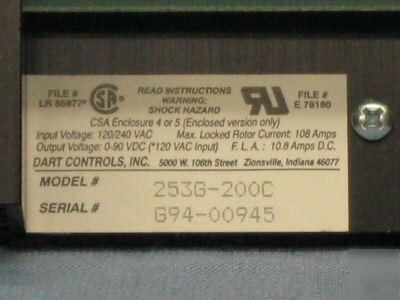 FILE #
LR 65877*
SA
READ INSTRUCTIONS
WARNING:
SHOCK HAZARD
FILE #
E 78180
CSA Enclosure 4 or 5 (Enclosed version only)
Input Voltage: 120/240 VAC Max. Locked Rotor Current: 108 Amps
Output Voltage: 0-90 VDC (*120 VAC Input) F. L. A. : 10.8 Amps D.C.
DART CONTROLS, INC. 5000 W. 106th Street Zionsville, Indiana 46077
MODEL # 253G-200C
SERIAL # G94-00945